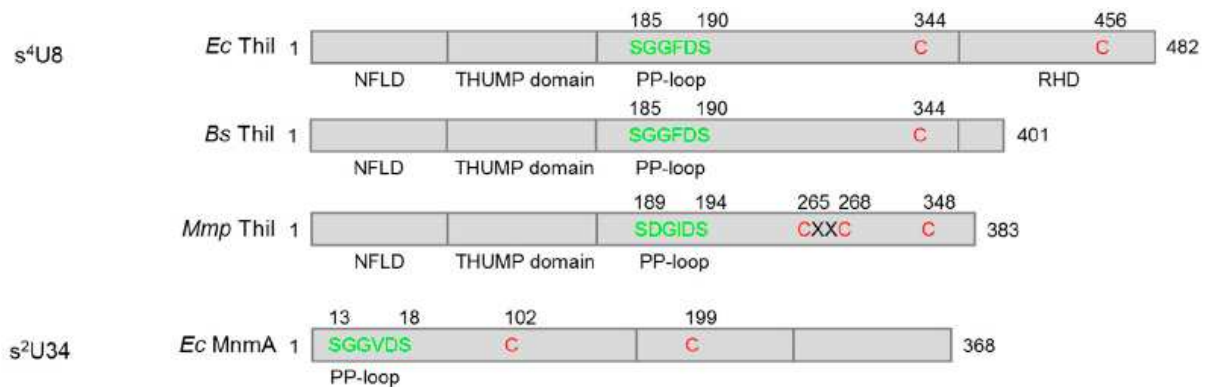 185 190 344 456
s⁴U8 Ec ThiI 1 SGGFDS C C 482
NFLD THUMP domain PP-loop RHD
185 190 344
Bs ThiI 1 SGGFDS C 401
NFLD THUMP domain PP-loop
189 194 265 268 348
Mmp ThiI 1 SDGIDS CXXC C 383
NFLD THUMP domain PP-loop
13 18 102 199
s²U34 Ec MnmA 1 SGGVDS C C 368
PP-loop